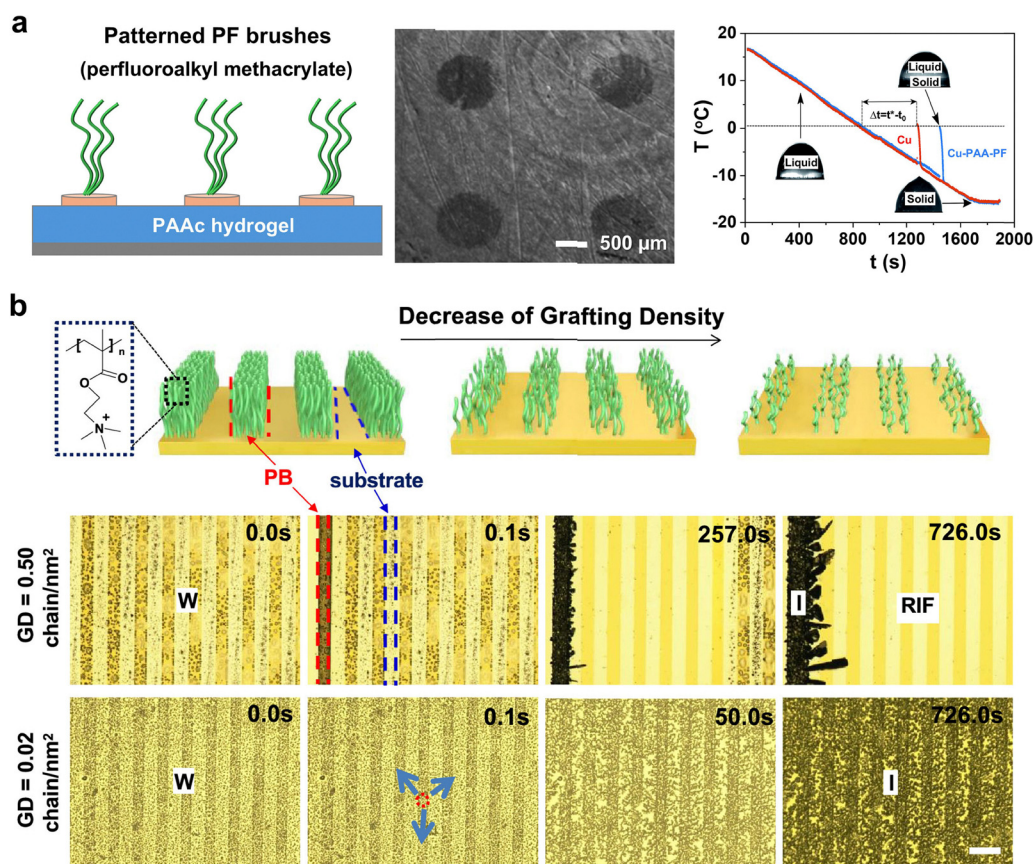 a
Patterned PF brushes
(perfluoroalkyl methacrylate)
PAAc hydrogel
500 µm
T (°C)
20
10
0
-10
-20
Liquid
Solid
Δt=t*-t₀
Cu
Cu-PAA-PF
Liquid
Solid
0 400 800 1200 1600 2000
t (s)
b
Decrease of Grafting Density
n
O
O
N
+
PB
substrate
GD = 0.50
chain/nm²
0.0s
W
0.1s
257.0s
726.0s
I
RIF
GD = 0.02
chain/nm²
0.0s
W
0.1s
50.0s
726.0s
I